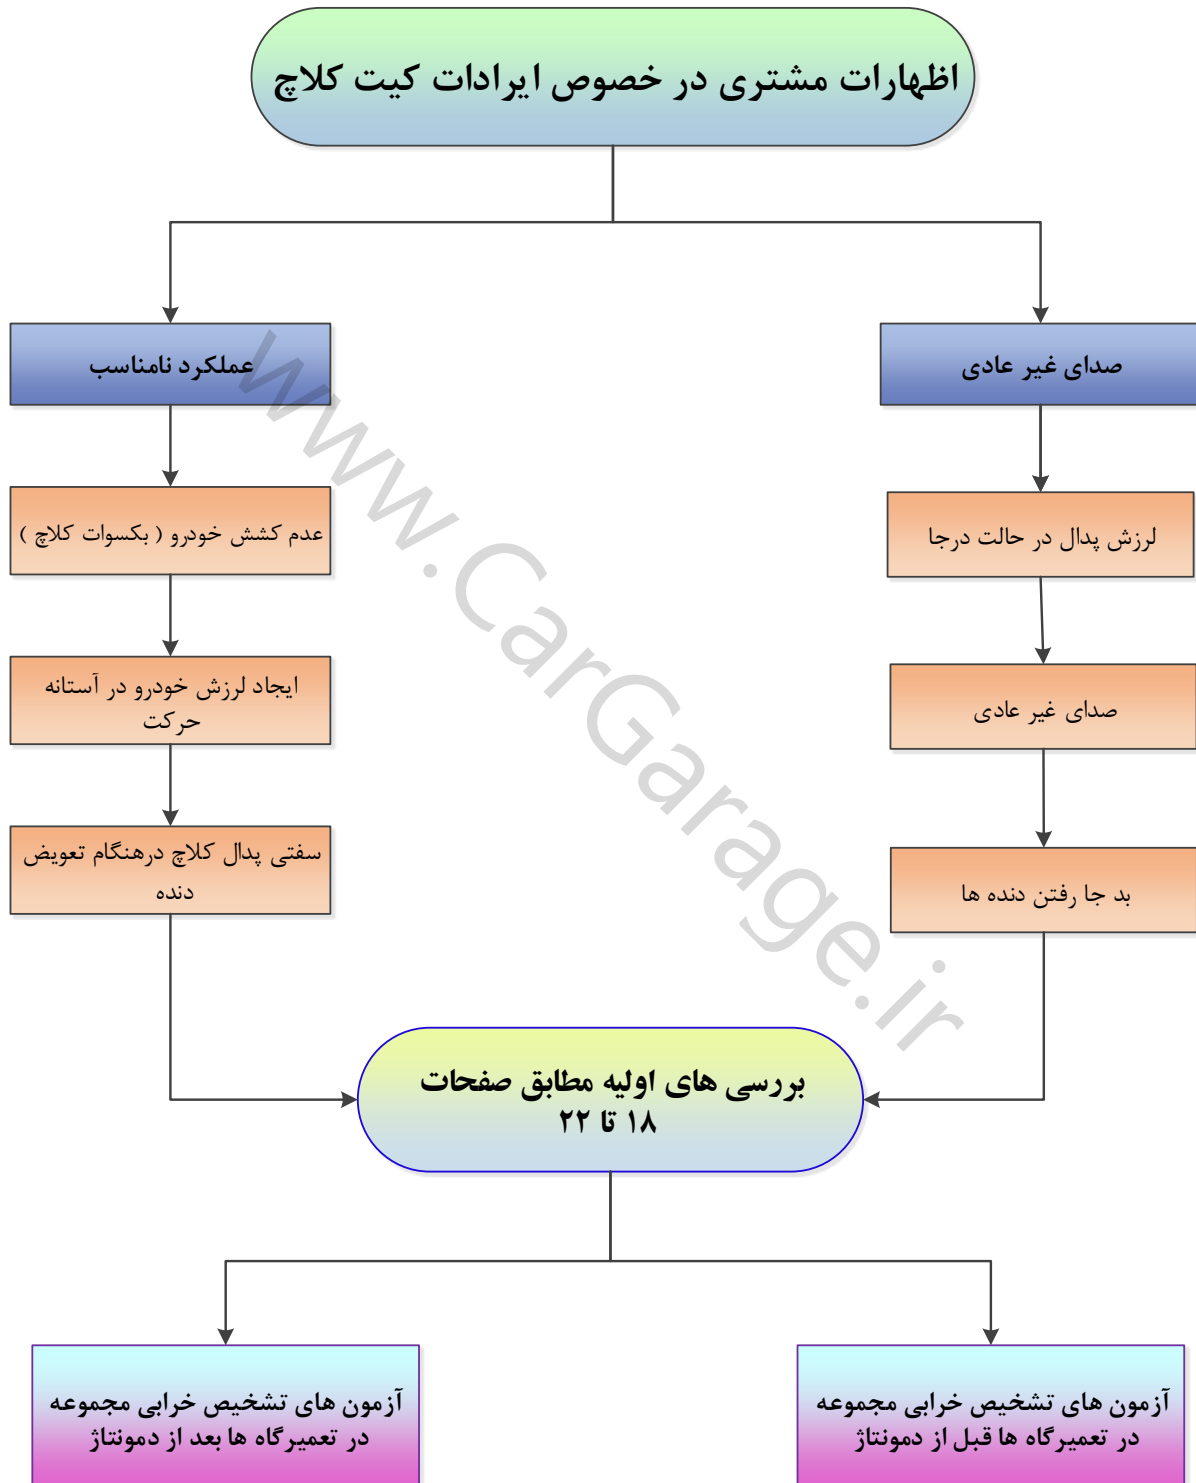 اظهارات مشتری در خصوص ایرادات کیت کلاچ
صدای غیر عادی
عملکرد نامناسب
لرزش پدال در حالت درجا
عدم کشش خودرو ( بکسوات کلاچ )
صدای غیر عادی
ایجاد لرزش خودرو در آستانه
حرکت
بد جا رفتن دنده ها
سفتی پدال کلاچ درهنگام تعویض
دنده
بررسی های اولیه مطابق صفحات
۱۸ تا ۲۲
آزمون های تشخیص خرابی مجموعه
در تعمیرگاه ها قبل از دمونتاژ
آزمون های تشخیص خرابی مجموعه
در تعمیرگاه ها بعد از دمونتاژ
www.CarGarage.ir